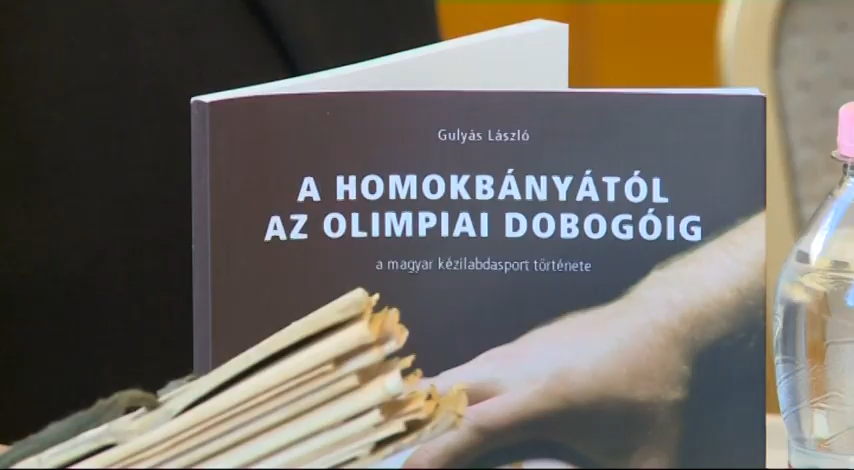 Gulyás László
A HOMOKBÁNYÁTÓL
AZ OLIMPIAI DOBOGÓIG
a magyar kézilabdasport története